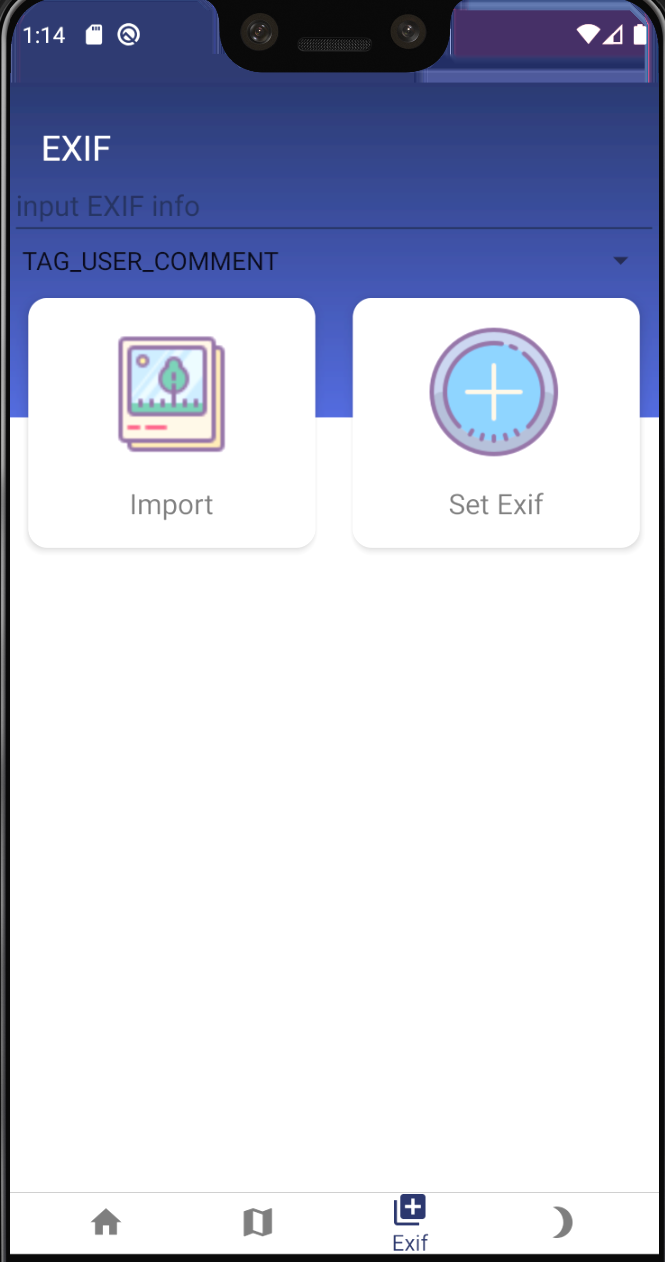 1:14
EXIF
input EXIF info
TAG_USER_COMMENT
Import
Set Exif
Exif